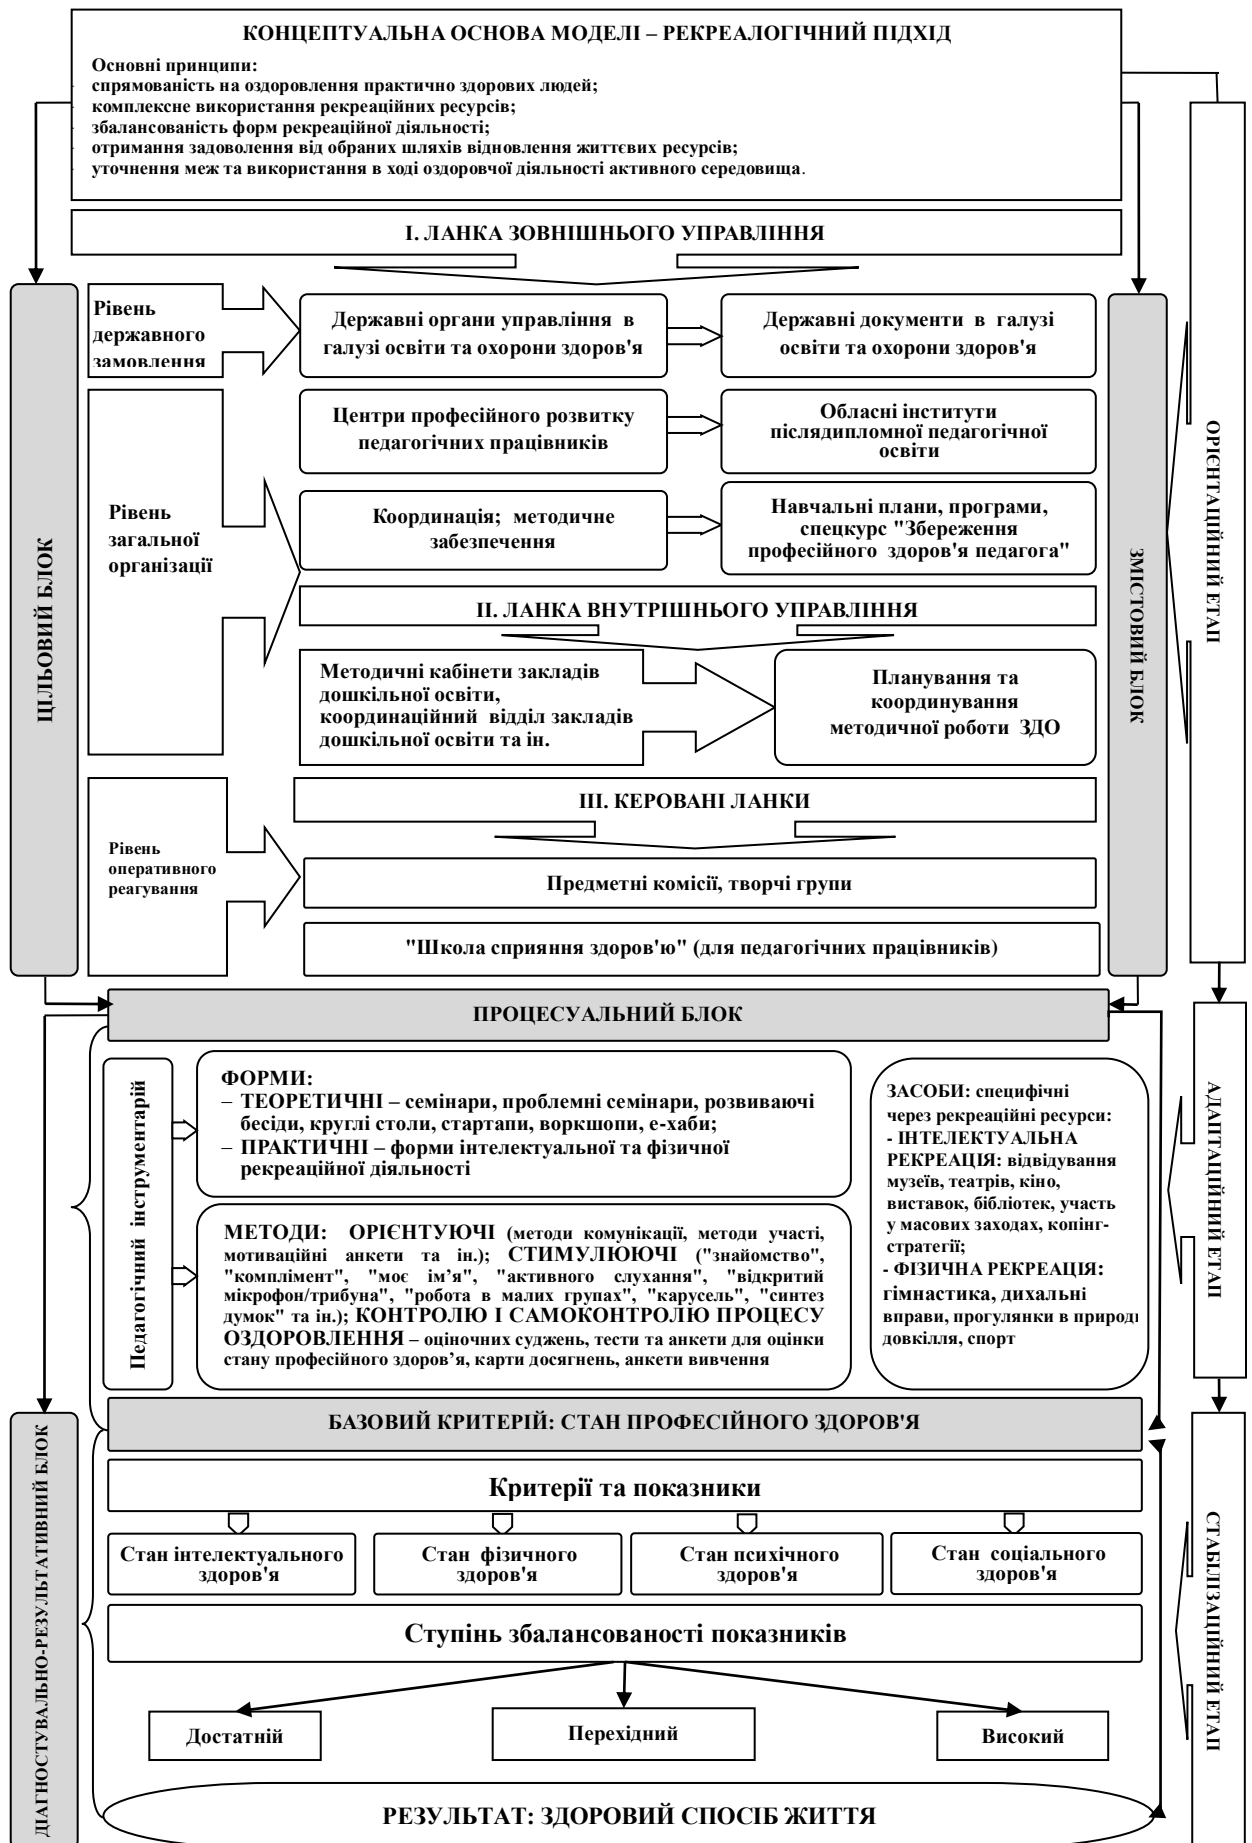 КОНЦЕПТУАЛЬНА ОСНОВА МОДЕЛІ – РЕКРЕАЛОГІЧНИЙ ПІДХІД
Основні принципи:
спрямованість на оздоровлення практично здорових людей;
комплексне використання рекреаційних ресурсів;
збалансованість форм рекреаційної діяльності;
отримання задоволення від обраних шляхів відновлення життєвих ресурсів;
уточнення меж та використання в ході оздоровчої діяльності активного середовища.
І. ЛАНКА ЗОВНІШНЬОГО УПРАВЛІННЯ
ЦІЛЬОВИЙ БЛОК
Рівень
державного
замовлення
Державні органи управління в
галузі освіти та охорони здоров'я
Державні документи в галузі
освіти та охорони здоров'я
ЗМІСТОВИЙ БЛОК
ОРІЄНТАЦІЙНИЙ ЕТАП
Рівень
загальної
організації
Центри професійного розвитку
педагогічних працівників
Обласні інститути
післядипломної педагогічної
освіти
Координація; методичне
забезпечення
Навчальні плани, програми,
спецкурс "Збереження
професійного здоров'я педагога"
ІІ. ЛАНКА ВНУТРІШНЬОГО УПРАВЛІННЯ
Методичні кабінети закладів
дошкільної освіти,
координаційний відділ закладів
дошкільної освіти та ін.
Планування та
координування
методичної роботи ЗДО
ІІІ. КЕРОВАНІ ЛАНКИ
Рівень
оперативного
реагування
Предметні комісії, творчі групи
"Школа сприяння здоров'ю" (для педагогічних працівників)
ПРОЦЕСУАЛЬНИЙ БЛОК
Педагогічний інструментарій
ФОРМИ:
– ТЕОРЕТИЧНІ – семінари, проблемні семінари, розвиваючі
бесіди, круглі столи, стартапи, воркшопи, е-хаби;
– ПРАКТИЧНІ – форми інтелектуальної та фізичної
рекреаційної діяльності
МЕТОДИ: ОРІЄНТУЮЧІ (методи комунікації, методи участі,
мотиваційні анкети та ін.); СТИМУЛЮЮЧІ ("знайомство",
"комплімент", "моє ім’я", "активного слухання", "відкритий
мікрофон/трибуна", "робота в малих групах", "карусель", "синтез
думок" та ін.); КОНТРОЛЮ І САМОКОНТРОЛЮ ПРОЦЕСУ
ОЗДОРОВЛЕННЯ – оціночних суджень, тести та анкети для оцінки
стану професійного здоров’я, карти досягнень, анкети вивчення
ЗАСОБИ: специфічні
через рекреаційні ресурси:
- ІНТЕЛЕКТУАЛЬНА
РЕКРЕАЦІЯ: відвідування
музеїв, театрів, кіно,
виставок, бібліотек, участь
у масових заходах, копінг-
стратегії;
- ФІЗИЧНА РЕКРЕАЦІЯ:
гімнастика, дихальні
вправи, прогулянки в природі
довкілля, спорт
АДАПТАЦІЙНИЙ ЕТАП
ДІАГНОСТУВАЛЬНО-РЕЗУЛЬТАТИВНИЙ БЛОК
БАЗОВИЙ КРИТЕРІЙ: СТАН ПРОФЕСІЙНОГО ЗДОРОВ'Я
Критерії та показники
Стан інтелектуального
здоров'я
Стан фізичного
здоров'я
Стан психічного
здоров'я
Стан соціального
здоров'я
Ступінь збалансованості показників
Достатній
Перехідний
Високий
РЕЗУЛЬТАТ: ЗДОРОВИЙ СПОСІБ ЖИТТЯ
СТАБІЛІЗАЦІЙНИЙ ЕТАП